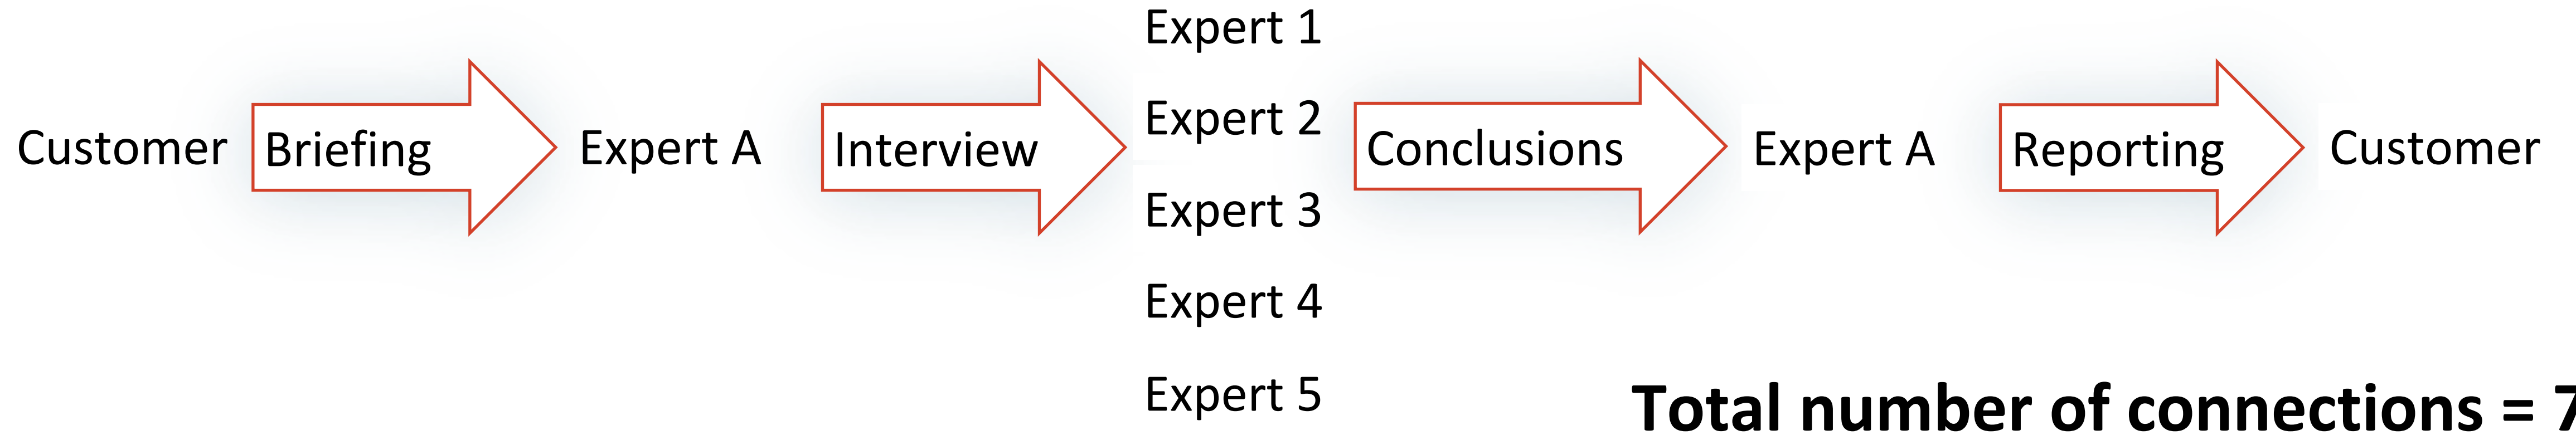 Customer
Briefing
Expert A
Interview
Expert 1
Expert 2
Expert 3
Expert 4
Expert 5
Conclusions
Expert A
Reporting
Customer
Total number of connections = 7